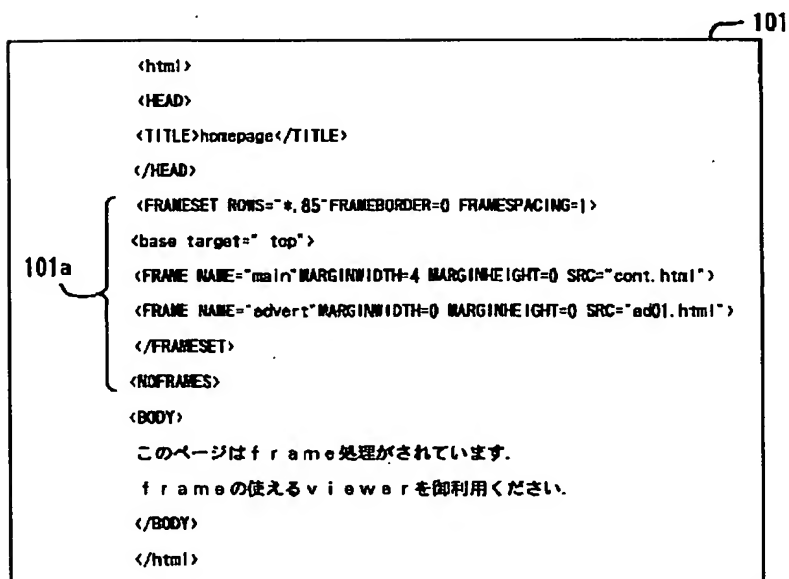 101
<html>
<HEAD>
<TITLE>homepage</TITLE>
</HEAD>
<FRAMESET ROWS="*,85"FRAMEBORDER=0 FRAMESPACING=1>
<base target=" top">
101a
<FRAME NAME="main"MARGINWIDTH=4 MARGINHEIGHT=0 SRC="cont.html">
<FRAME NAME="advert"MARGINWIDTH=0 MARGINHEIGHT=0 SRC="ad01.html">
</FRAMESET>
<NOFRAMES>
<BODY>
このページはframe処理がされています.
frameの使えるviewerを御利用ください.
</BODY>
</html>